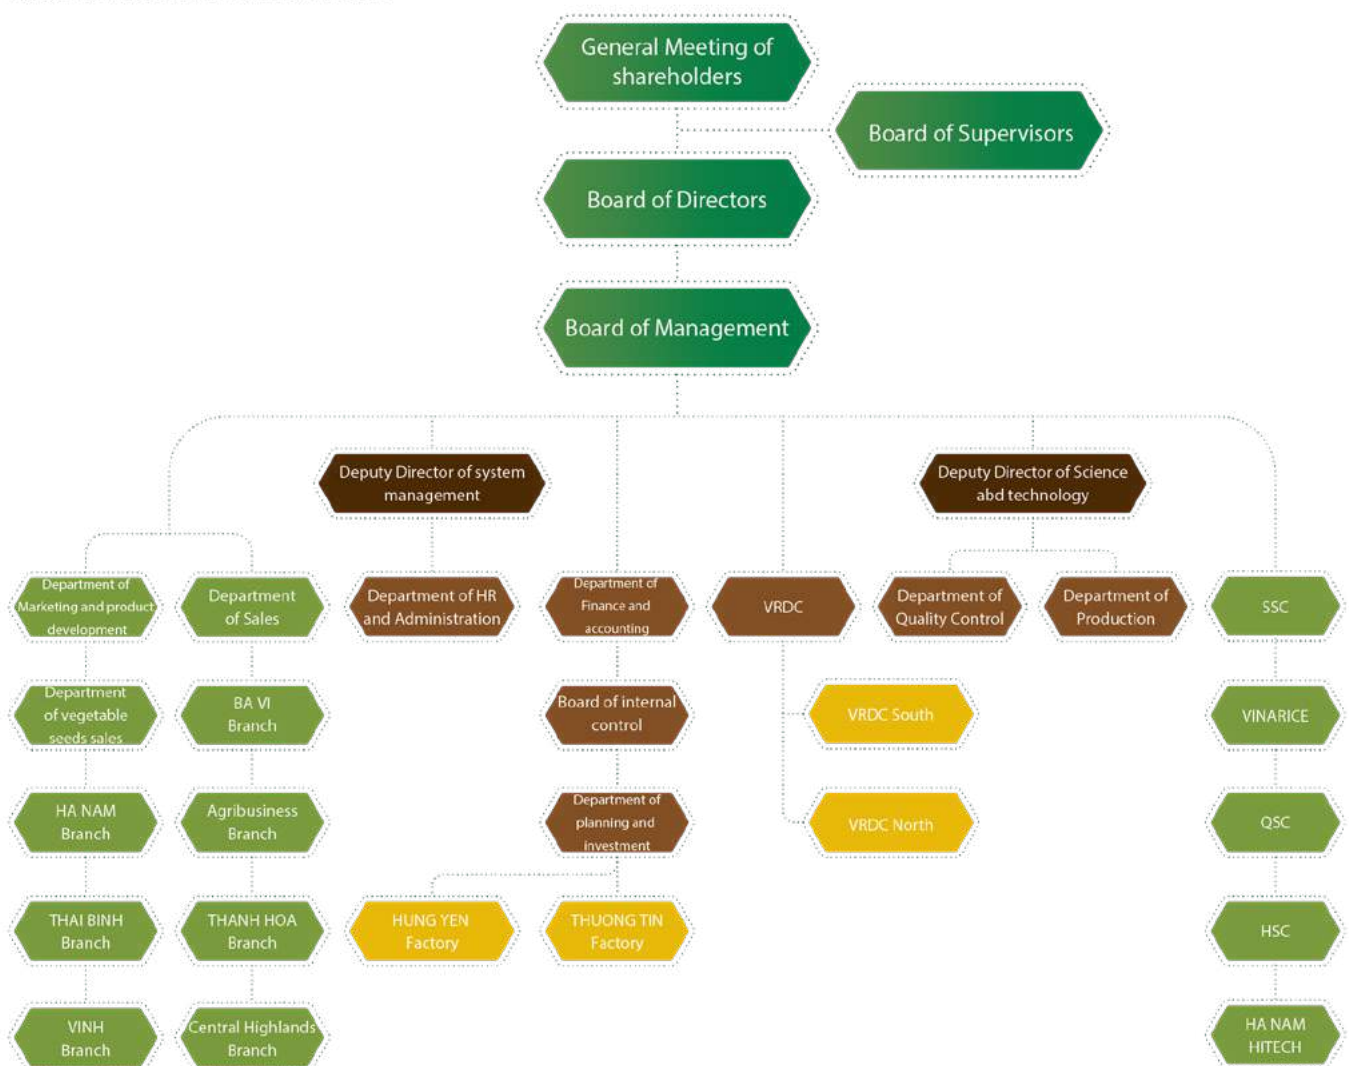 General Meeting of
shareholders
Board of Supervisors
Board of Directors
Board of Management
Deputy Director of system
management
Deputy Director of Science
abd technology
Department of
Marketing and product
development
Department
of Sales
Department of HR
and Administration
Department of
Finance and
accounting
VRDC
Department of
Quality Control
Department of
Production
SSC
Department
of vegetable
seeds sales
BA VI
Branch
Board of internal
control
VRDC South
VINARICE
HA NAM
Branch
Agribusiness
Branch
Department of
planning and
investment
VRDC North
QSC
THAI BINH
Branch
THANH HOA
Branch
HUNG YEN
Factory
THUONG TIN
Factory
HSC
VINH
Branch
Central Highlands
Branch
HA NAM
HITECH